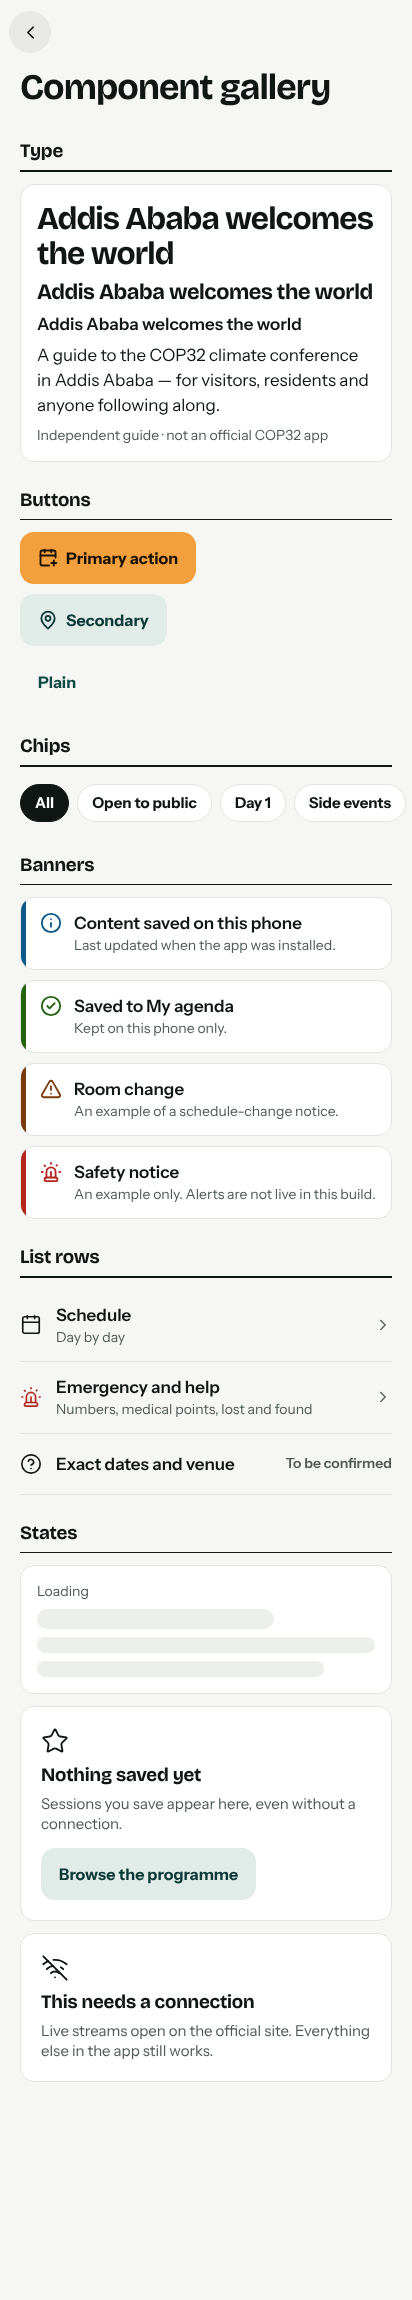 Component gallery
Type
Addis Ababa welcomes
the world
Addis Ababa welcomes the world
Addis Ababa welcomes the world
A guide to the COP32 climate conference
in Addis Ababa — for visitors, residents and
anyone following along.
Independent guide · not an official COP32 app
Buttons
Primary action
Secondary
Plain
Chips
All
Open to public
Day 1
Side events
Banners
Content saved on this phone
Last updated when the app was installed.
Saved to My agenda
Kept on this phone only.
Room change
An example of a schedule-change notice.
Safety notice
An example only. Alerts are not live in this build.
List rows
Schedule
Day by day
Emergency and help
Numbers, medical points, lost and found
Exact dates and venue
To be confirmed
States
Loading
Nothing saved yet
Sessions you save appear here, even without a
connection.
Browse the programme
This needs a connection
Live streams open on the official site. Everything
else in the app still works.